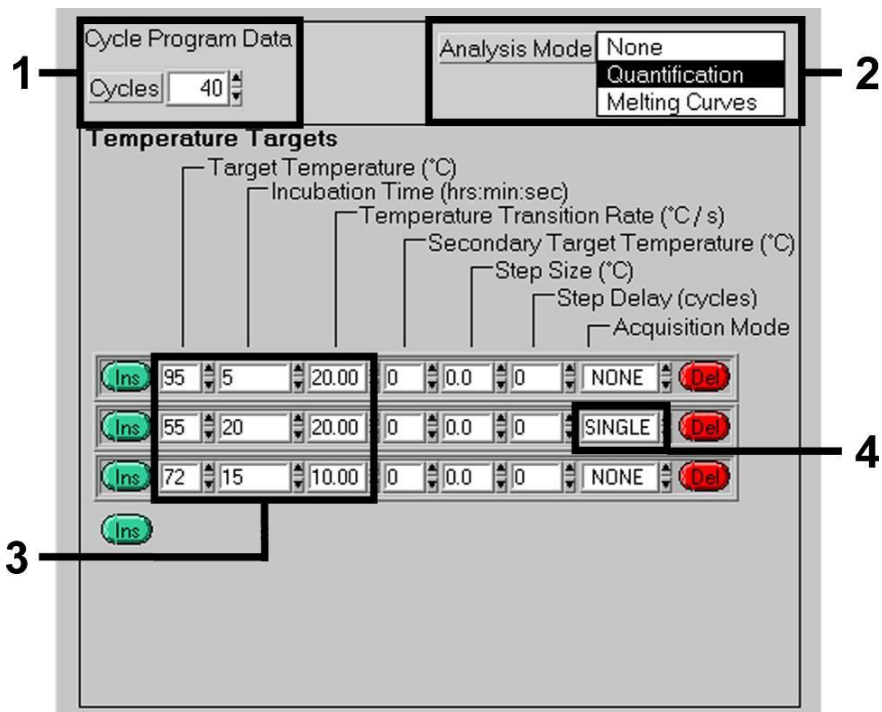 Cycle Program Data
Cycles 40
Analysis Mode None
Quantification
Melting Curves
1
2
Temperature Targets
Target Temperature (°C)
Incubation Time (hrs:min:sec)
Temperature Transition Rate (°C / s)
Secondary Target Temperature (°C)
Step Size (°C)
Step Delay (cycles)
Acquisition Mode
Ins 95 5 20.00 0 0.0 0 NONE Del
Ins 55 20 20.00 0 0.0 0 SINGLE Del
4
Ins 72 15 10.00 0 0.0 0 NONE Del
Ins
3